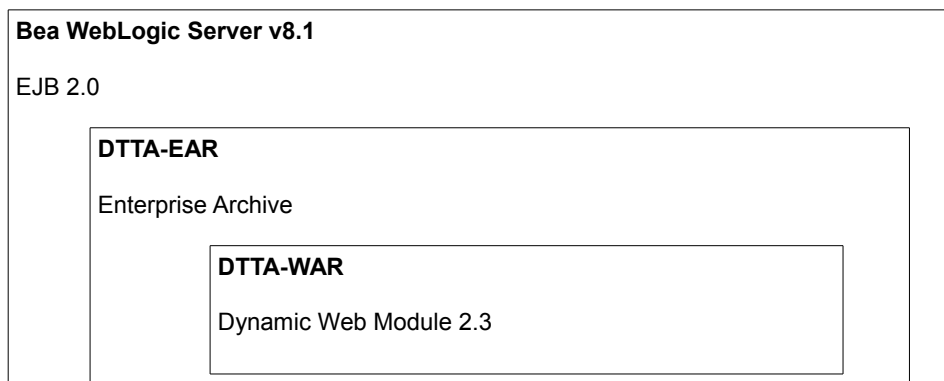 Bea WebLogic Server v8.1
EJB 2.0
DTTA-EAR
Enterprise Archive
DTTA-WAR
Dynamic Web Module 2.3